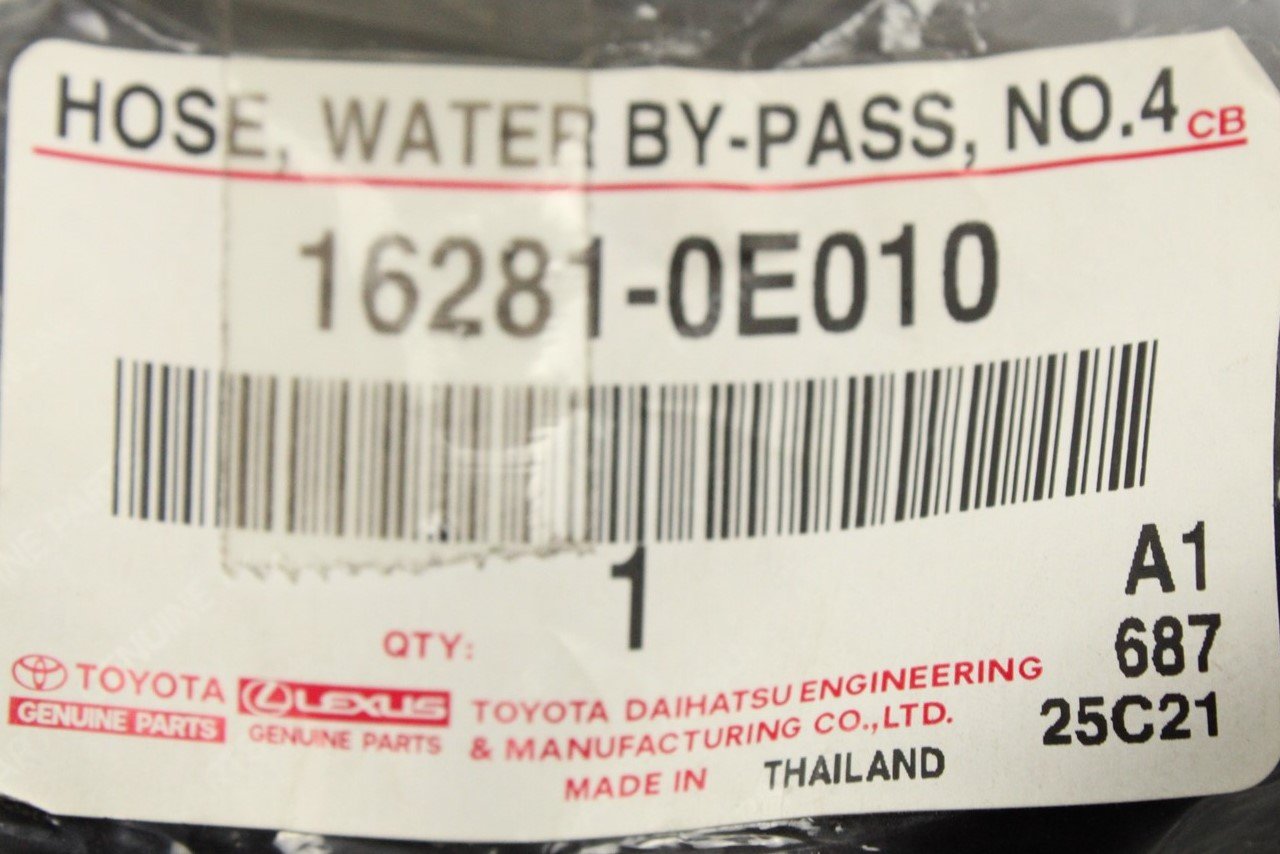 HOSE, WATER BY-PASS, NO.4 CB
16281-0E010
1
QTY:
A1
687
25C21
TOYOTA
GENUINE PARTS
LEXUS
GENUINE PARTS
TOYOTA DAIHATSU ENGINEERING
& MANUFACTURING CO.,LTD.
MADE IN THAILAND